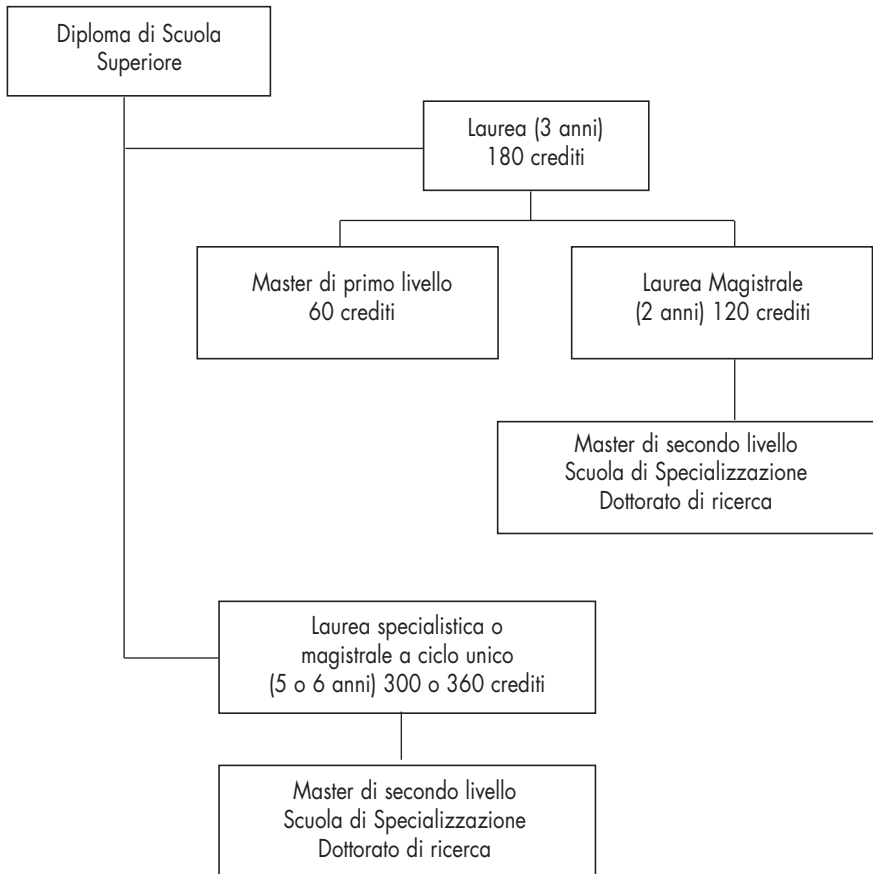 Diploma di Scuola
Superiore
Laurea (3 anni)
180 crediti
Master di primo livello
60 crediti
Laurea Magistrale
(2 anni) 120 crediti
Master di secondo livello
Scuola di Specializzazione
Dottorato di ricerca
Laurea specialistica o
magistrale a ciclo unico
(5 o 6 anni) 300 o 360 crediti
Master di secondo livello
Scuola di Specializzazione
Dottorato di ricerca